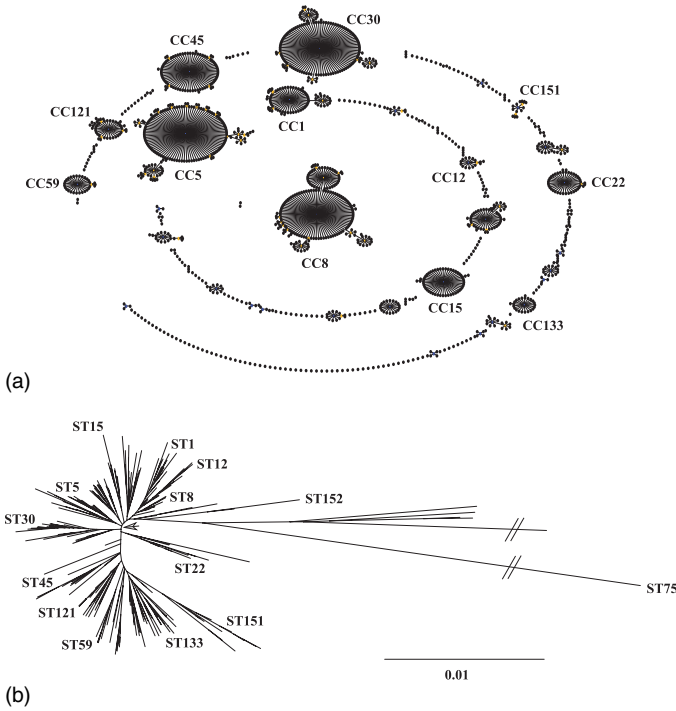 CC30
CC45
CC151
CC121
CC1
CC12
CC5
CC59
CC22
CC8
CC15
CC133
(a)
ST15
ST1
ST12
ST5
ST8
ST152
ST30
ST22
ST45
ST75
ST121
ST151
ST59
ST133
0.01
(b)